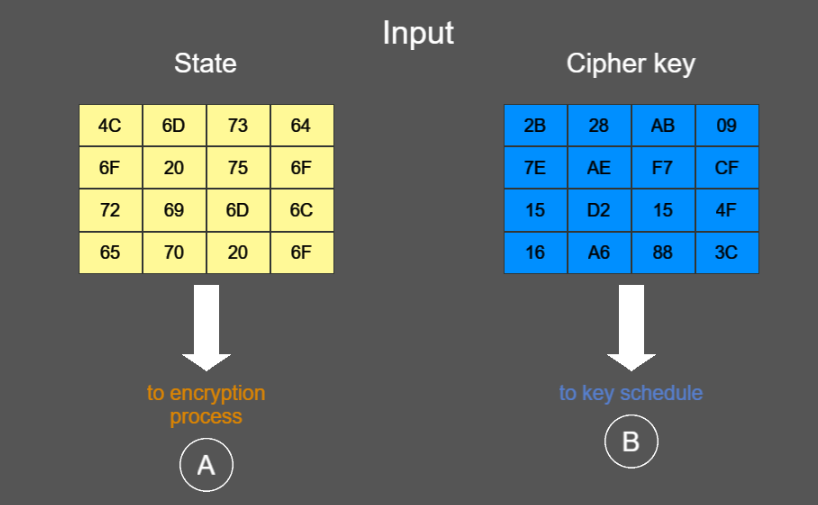 Input
State
Cipher key
4C 6D 73 64
6F 20 75 6F
72 69 6D 6C
65 70 20 6F
2B 28 AB 09
7E AE F7 CF
15 D2 15 4F
16 A6 88 3C
to encryption
process
A
to key schedule
B